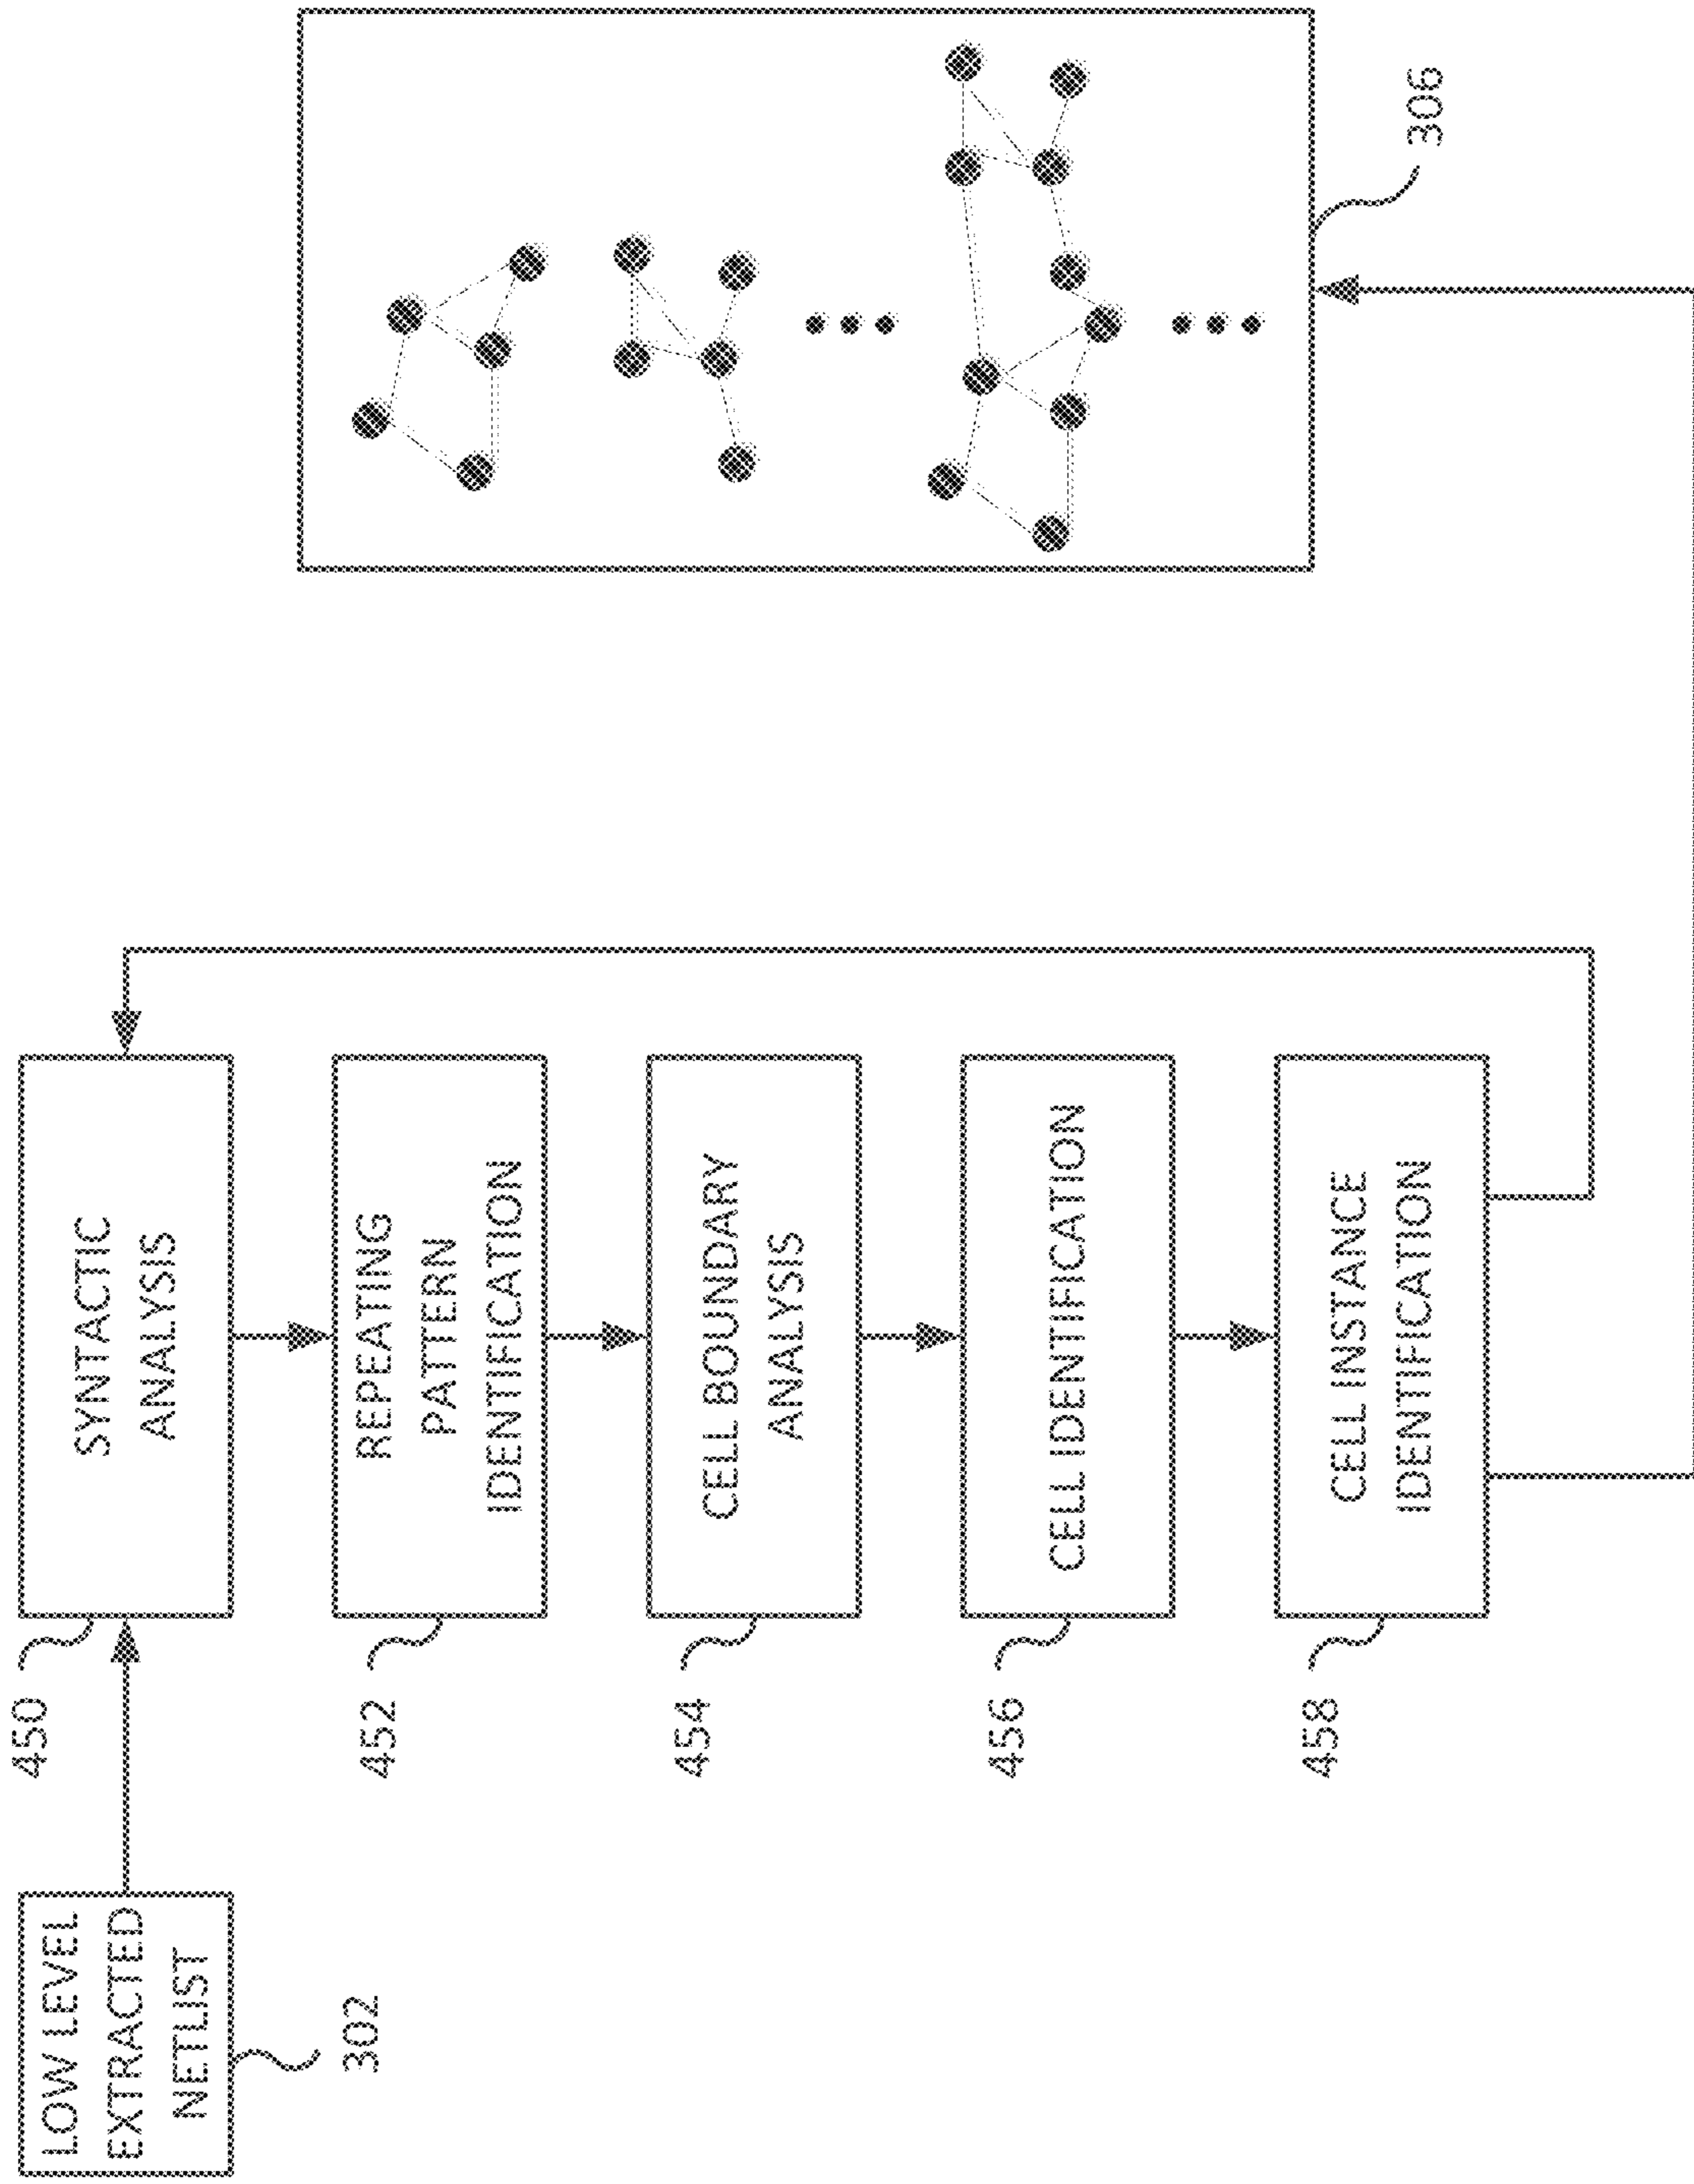 LOW LEVEL
EXTRACTED
NETLIST
302
450
SYNTACTIC
ANALYSIS
452
REPEATING
PATTERN
IDENTIFICATION
454
CELL BOUNDARY
ANALYSIS
456
CELL IDENTIFICATION
458
CELL INSTANCE
IDENTIFICATION
306